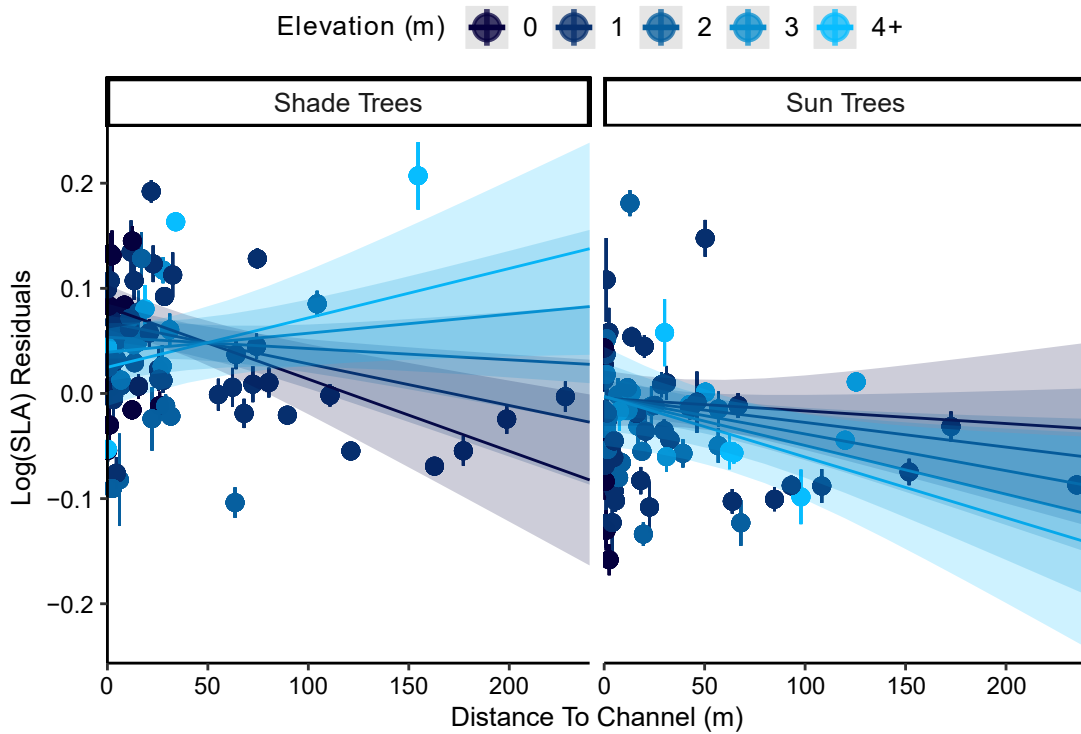 Elevation (m) 0 1 2 3 4+
Shade Trees Sun Trees
Log(SLA) Residuals
0.2
0.1
0.0
−0.1
−0.2
0 50 100 150 200 0 50 100 150 200
Distance To Channel (m)